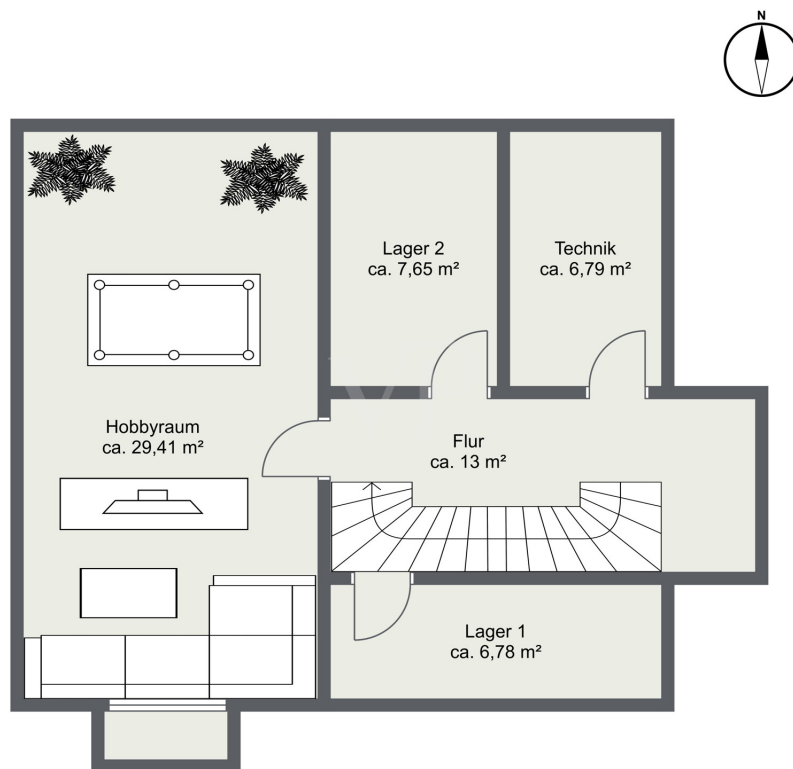 N
Lager 2
ca. 7,65 m²
Technik
ca. 6,79 m²
Hobbyraum
ca. 29,41 m²
Flur
ca. 13 m²
Lager 1
ca. 6,78 m²